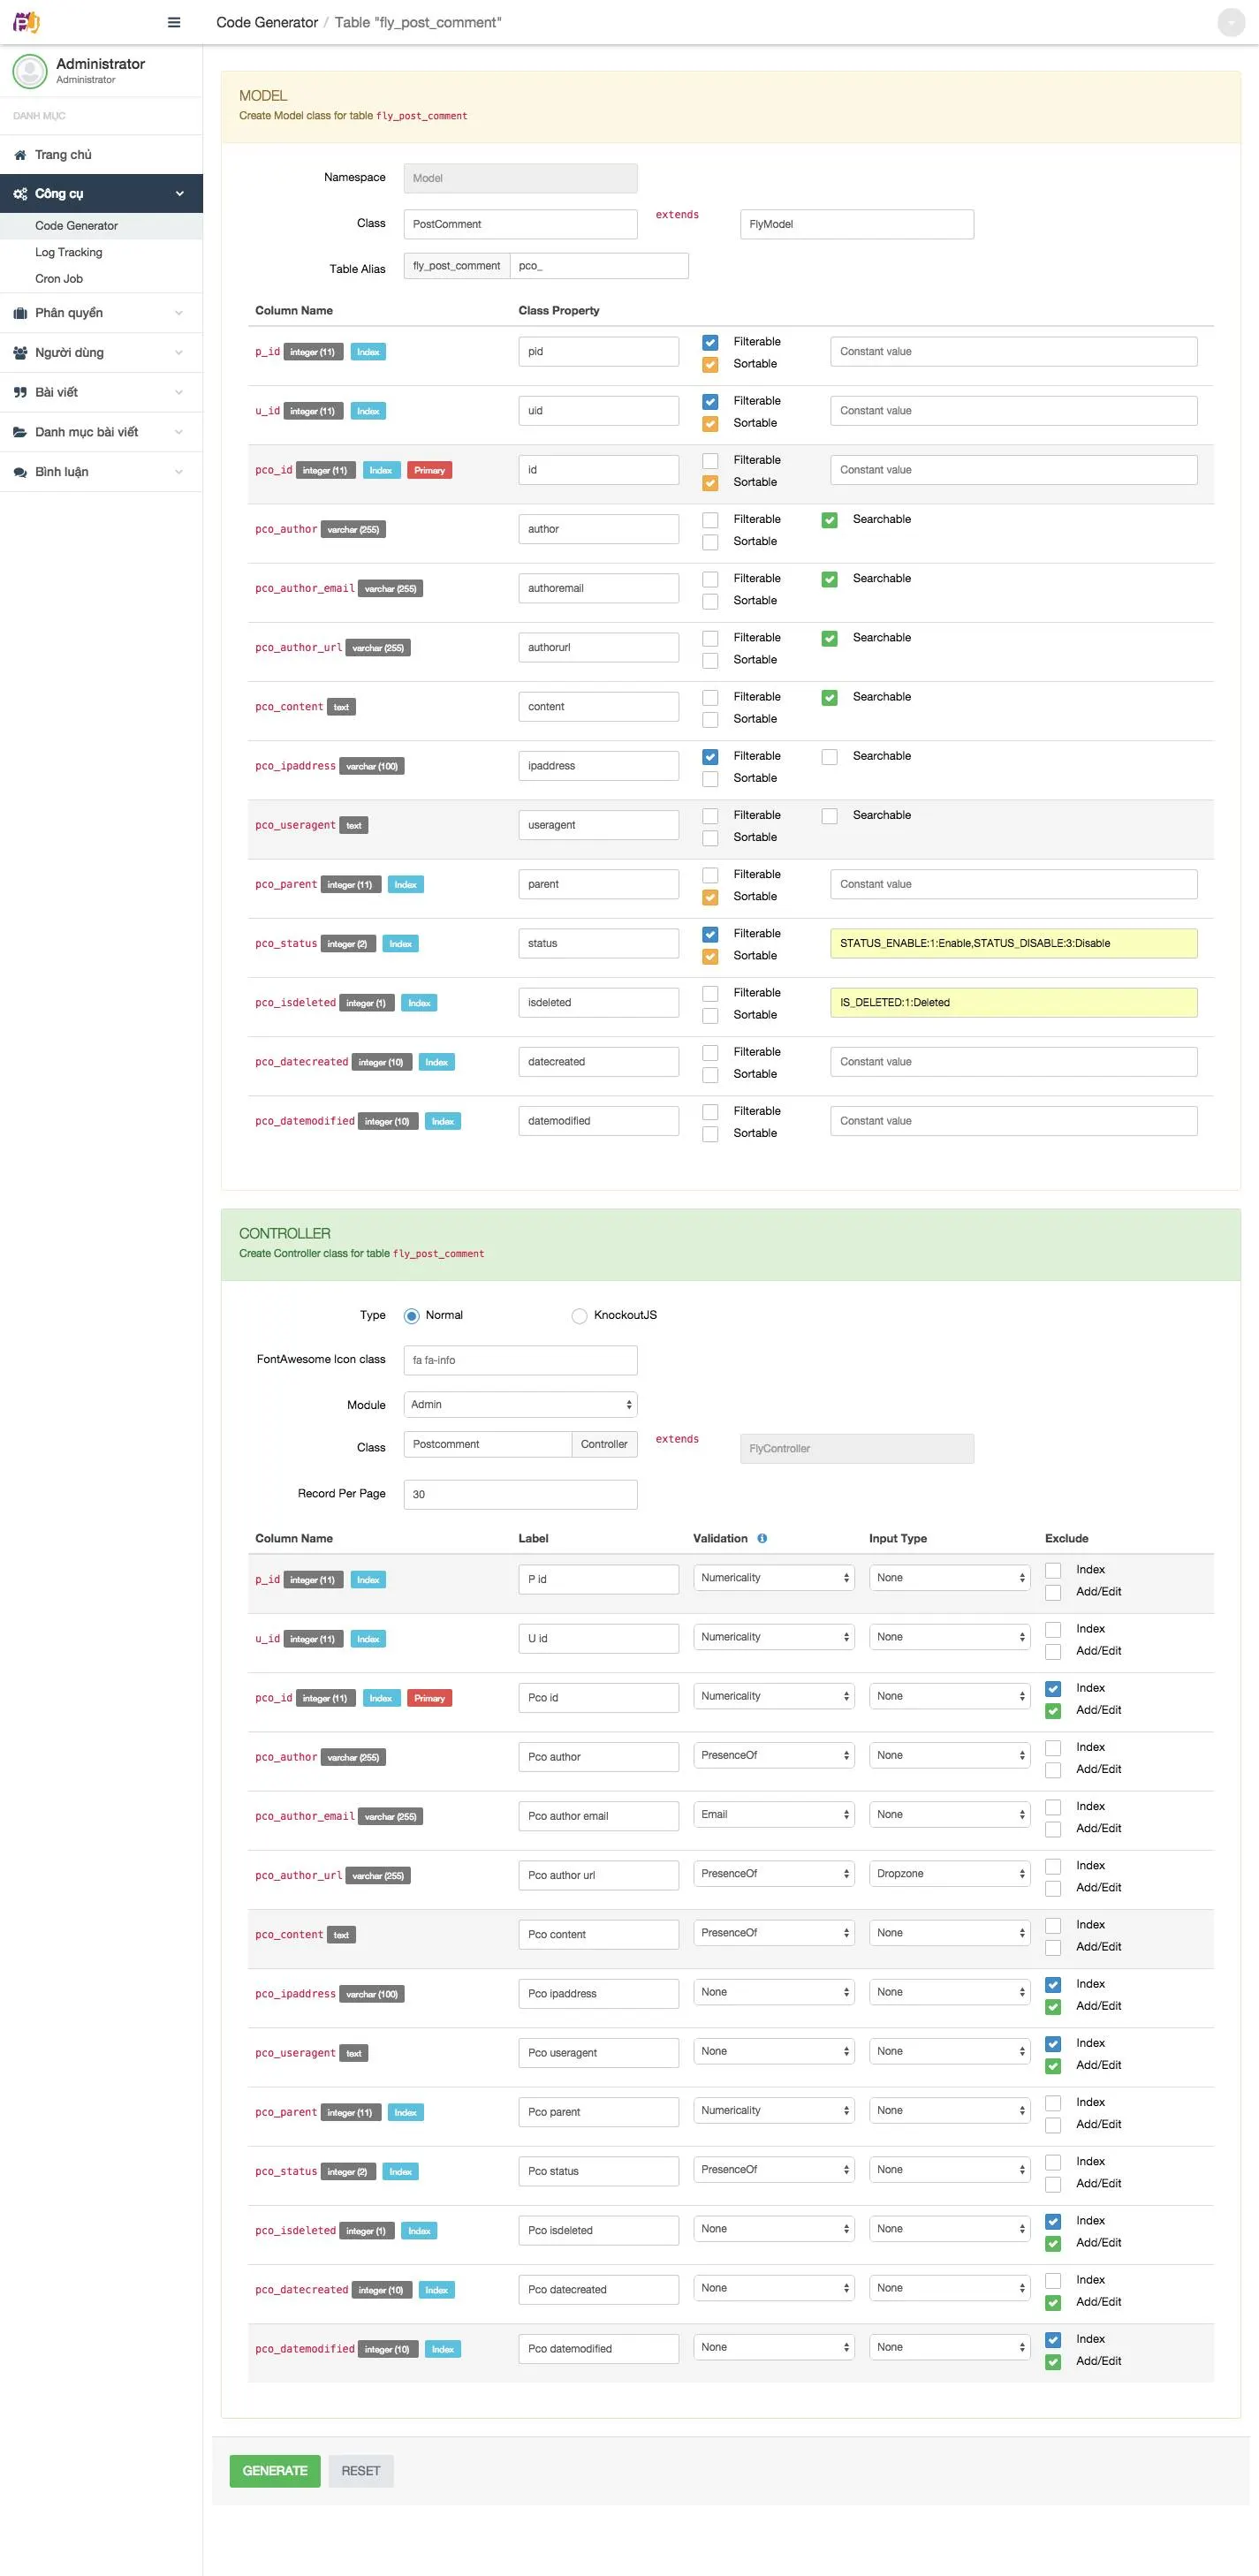 Code Generator / Table "fly_post_comment"
Administrator
Administrator
DANH MỤC
Trang chủ
Công cụ
Code Generator
Log Tracking
Cron Job
Phân quyền
Người dùng
Bài viết
Danh mục bài viết
Bình luận
MODEL
Create Model class for table fly_post_comment
Namespace Model
Class PostComment extends FlyModel
Table Alias fly_post_comment pco_
Column Name Class Property
p_id integer (11) Index pid Filterable Constant value
Sortable
u_id integer (11) Index uid Filterable Constant value
Sortable
pco_id integer (11) Index Primary id Filterable Constant value
Sortable
pco_author varchar (255) author Filterable Searchable
Sortable
pco_author_email varchar (255) authoremail Filterable Searchable
Sortable
pco_author_url varchar (255) authorurl Filterable Searchable
Sortable
pco_content text content Filterable Searchable
Sortable
pco_ipaddress varchar (100) ipaddress Filterable Searchable
Sortable
pco_useragent text useragent Filterable Searchable
Sortable
pco_parent integer (11) Index parent Filterable Constant value
Sortable
pco_status integer (2) Index status Filterable STATUS_ENABLE:1:Enable,STATUS_DISABLE:3:Disable
Sortable
pco_isdeleted integer (1) Index isdeleted Filterable IS_DELETED:1:Deleted
Sortable
pco_datecreated integer (10) Index datecreated Filterable Constant value
Sortable
pco_datemodified integer (10) Index datemodified Filterable Constant value
Sortable
CONTROLLER
Create Controller class for table fly_post_comment
Type Normal KnockoutJS
FontAwesome Icon class fa fa-info
Module Admin
Class Postcomment Controller extends FlyController
Record Per Page 30
Column Name Label Validation Input Type Exclude
p_id integer (11) Index P id Numericality None Index
Add/Edit
u_id integer (11) Index U id Numericality None Index
Add/Edit
pco_id integer (11) Index Primary Pco id Numericality None Index
Add/Edit
pco_author varchar (255) Pco author PresenceOf None Index
Add/Edit
pco_author_email varchar (255) Pco author email Email None Index
Add/Edit
pco_author_url varchar (255) Pco author url PresenceOf Dropzone Index
Add/Edit
pco_content text Pco content PresenceOf None Index
Add/Edit
pco_ipaddress varchar (100) Pco ipaddress None None Index
Add/Edit
pco_useragent text Pco useragent None None Index
Add/Edit
pco_parent integer (11) Index Pco parent Numericality None Index
Add/Edit
pco_status integer (2) Index Pco status PresenceOf None Index
Add/Edit
pco_isdeleted integer (1) Index Pco isdeleted None None Index
Add/Edit
pco_datecreated integer (10) Index Pco datecreated None None Index
Add/Edit
pco_datemodified integer (10) Index Pco datemodified None None Index
Add/Edit
GENERATE RESET